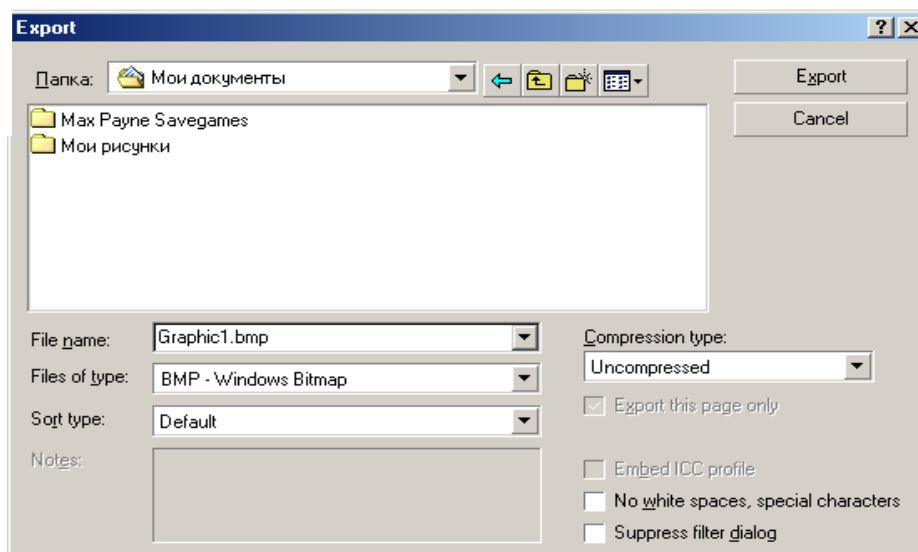 Export
Папка: Мои документы
Export
Cancel
Max Payne Savegames
Мои рисунки
File name: Graphic1.bmp
Files of type: BMP - Windows Bitmap
Sort type: Default
Notes:
Compression type:
Uncompressed
Export this page only
Embed ICC profile
No white spaces, special characters
Suppress filter dialog